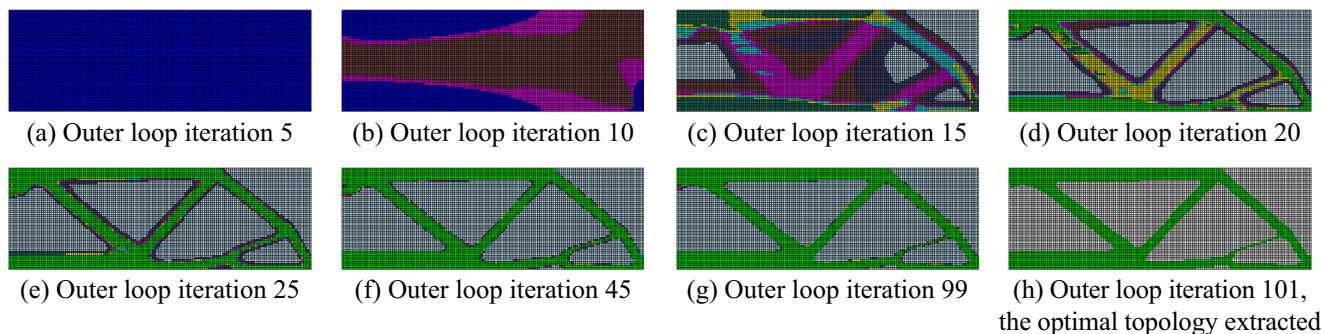 (a) Outer loop iteration 5
(b) Outer loop iteration 10
(c) Outer loop iteration 15
(d) Outer loop iteration 20
(e) Outer loop iteration 25
(f) Outer loop iteration 45
(g) Outer loop iteration 99
(h) Outer loop iteration 101,
the optimal topology extracted